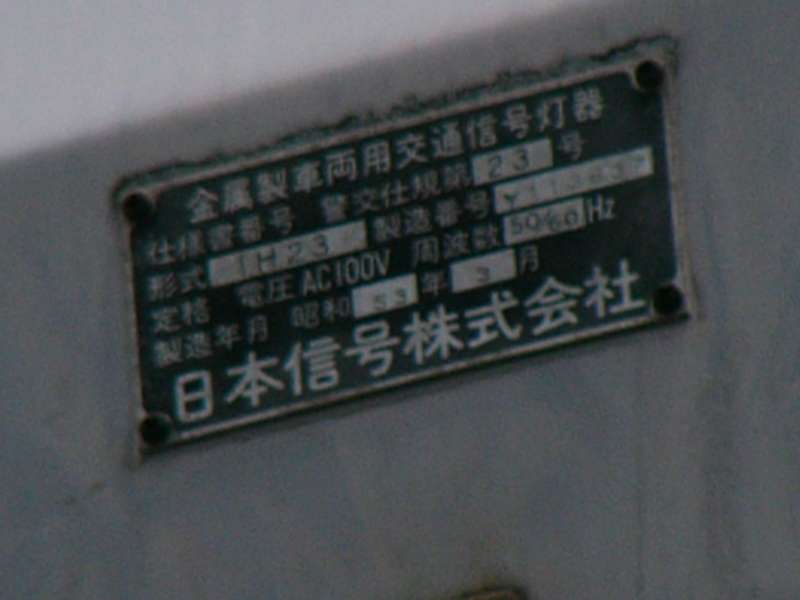 金属製車両用交通信号灯器
仕様書番号 警交仕規第23号
形式 1H23 製造番号
定格 電圧 AC100V 周波数 50/60 Hz
製造年月 昭和 53 年 3 月
日本信号株式会社